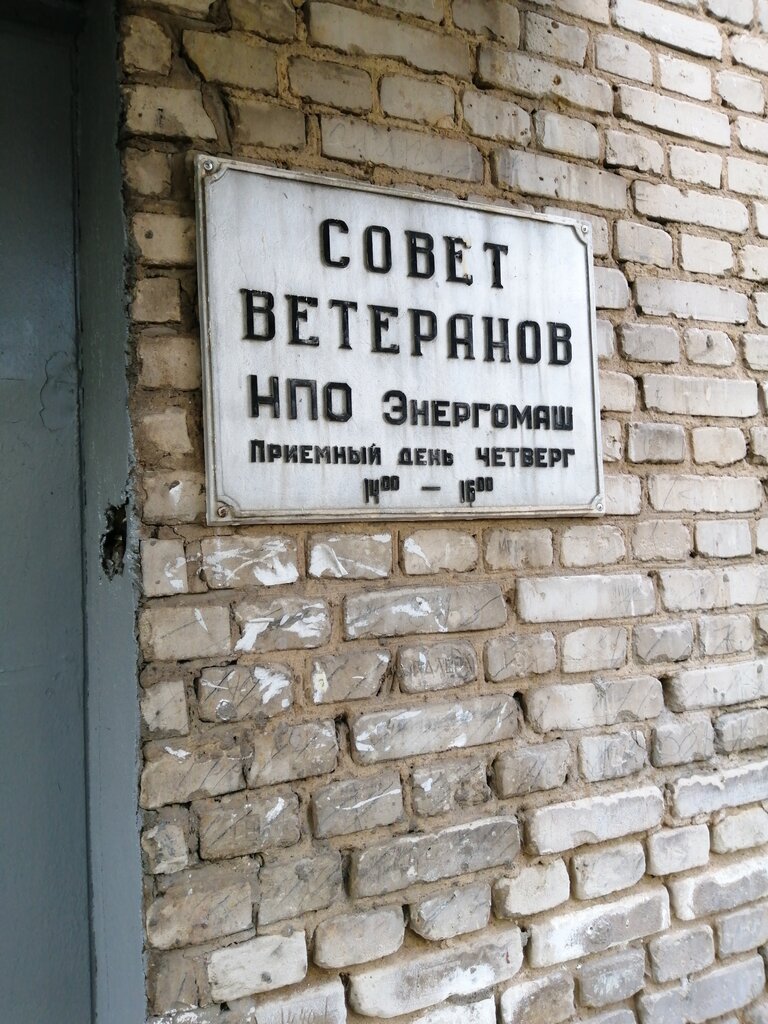 СОВЕТ
ВЕТЕРАНОВ
НПО ЭНЕРГОМАШ
ПРИЕМНЫЙ ДЕНЬ ЧЕТВЕРГ
14⁰⁰ — 16⁰⁰